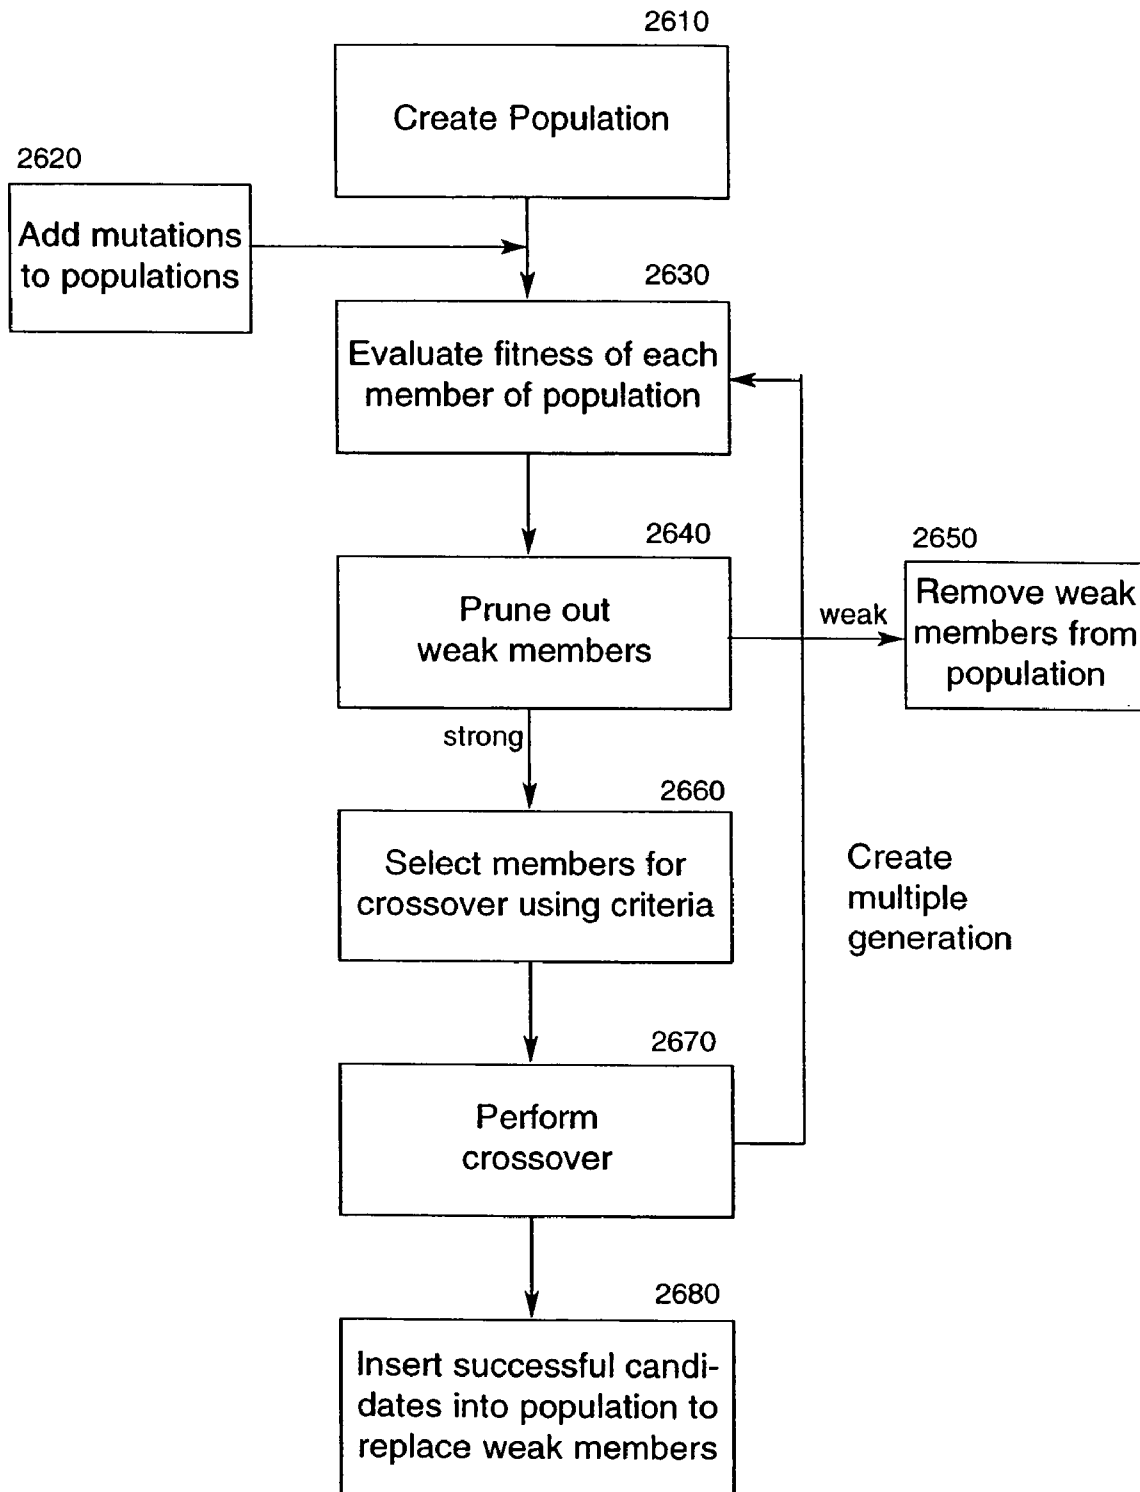 2610
Create Population
2620
Add mutations
to populations
2630
Evaluate fitness of each
member of population
2640
Prune out
weak members
weak
2650
Remove weak
members from
population
strong
2660
Select members for
crossover using criteria
Create
multiple
generation
2670
Perform
crossover
2680
Insert successful candi-
dates into population to
replace weak members